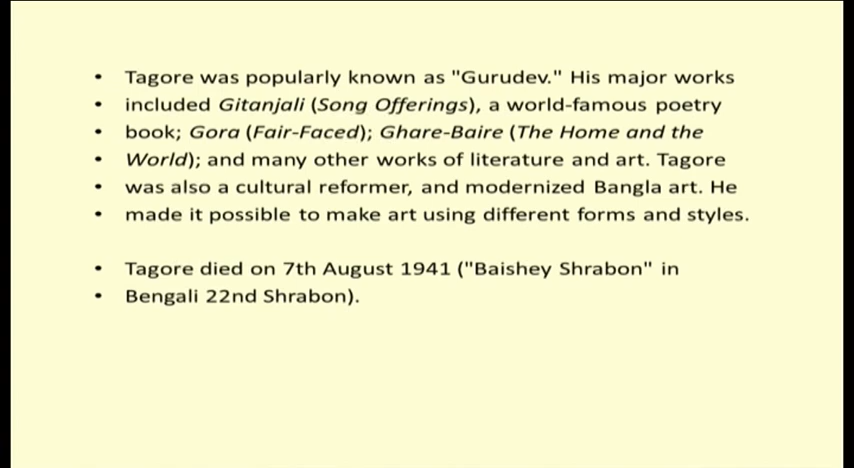 • Tagore was popularly known as "Gurudev." His major works
• included Gitanjali (Song Offerings), a world-famous poetry
• book; Gora (Fair-Faced); Ghare-Baire (The Home and the
• World); and many other works of literature and art. Tagore
• was also a cultural reformer, and modernized Bangla art. He
• made it possible to make art using different forms and styles.
• Tagore died on 7th August 1941 ("Baishey Shrabon" in
• Bengali 22nd Shrabon).